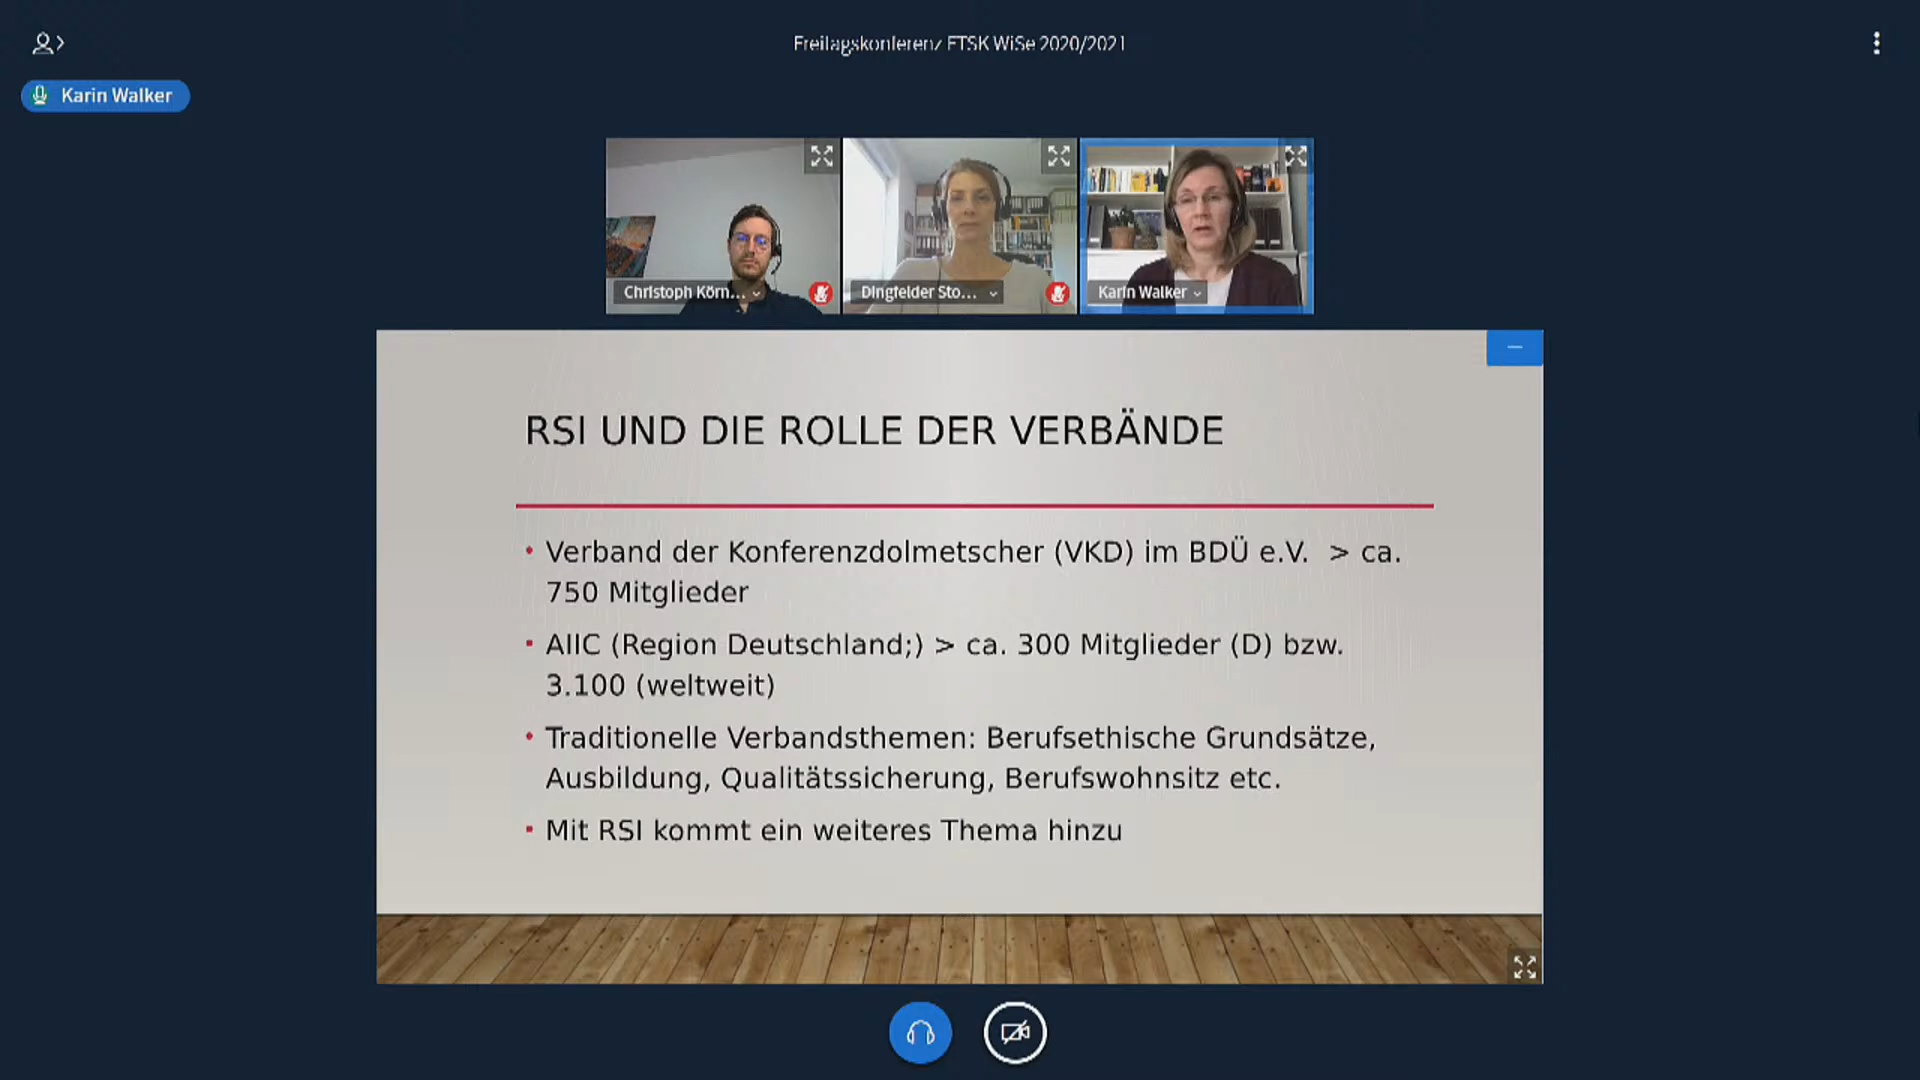 Freitagskonferenz FTSK WiSe 2020/2021
Karin Walker
Christoph Körn...
Dingfelder Sto...
Karin Walker
RSI UND DIE ROLLE DER VERBÄNDE
• Verband der Konferenzdolmetscher (VKD) im BDÜ e.V. > ca.
750 Mitglieder
▪ AIIC (Region Deutschland;) > ca. 300 Mitglieder (D) bzw.
3.100 (weltweit)
• Traditionelle Verbandsthemen: Berufsethische Grundsätze,
Ausbildung, Qualitätssicherung, Berufswohnsitz etc.
▪ Mit RSI kommt ein weiteres Thema hinzu